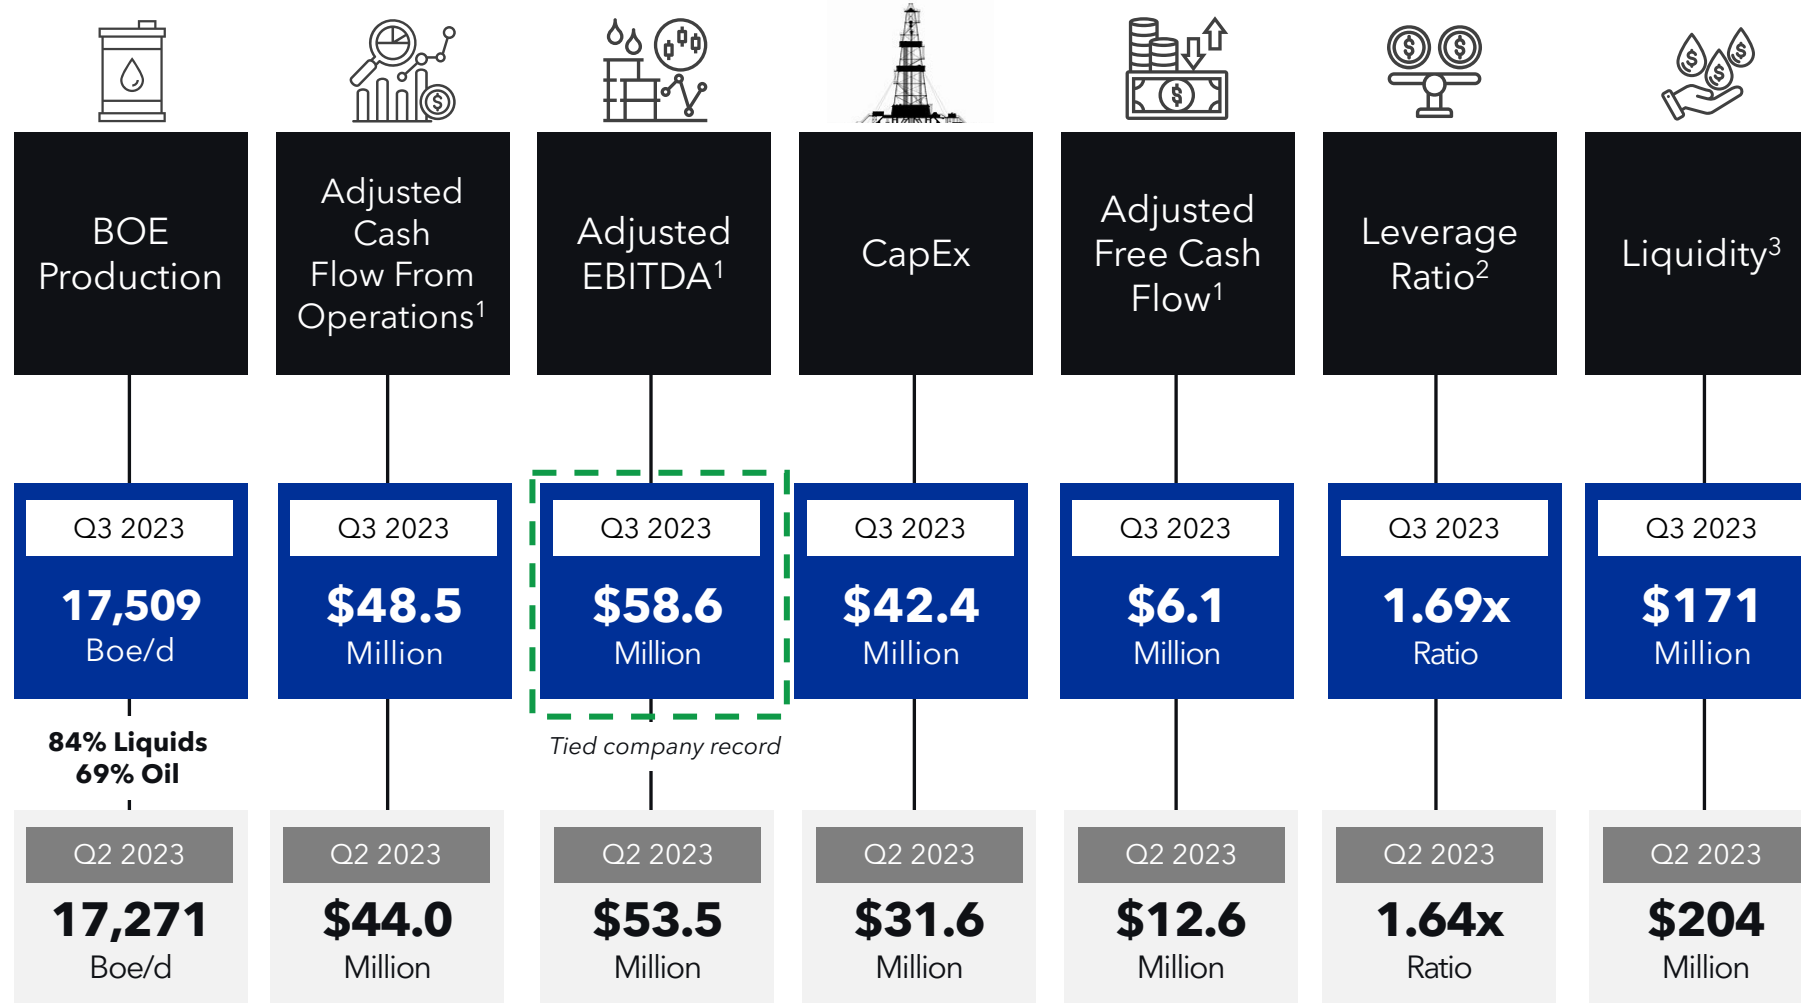 BOE
Production
Adjusted
Cash
Flow From
Operations1
Adjusted
EBITDA1
CapEx
Adjusted
Free Cash
Flow1
Leverage
Ratio2
Liquidity3
Q3 2023
17,509
Boe/d
Q3 2023
$48.5
Million
Q3 2023
$58.6
Million
Q3 2023
$42.4
Million
Q3 2023
$6.1
Million
Q3 2023
1.69x
Ratio
Q3 2023
$171
Million
84% Liquids
69% Oil
Tied company record
Q2 2023
17,271
Boe/d
Q2 2023
$44.0
Million
Q2 2023
$53.5
Million
Q2 2023
$31.6
Million
Q2 2023
$12.6
Million
Q2 2023
1.64x
Ratio
Q2 2023
$204
Million